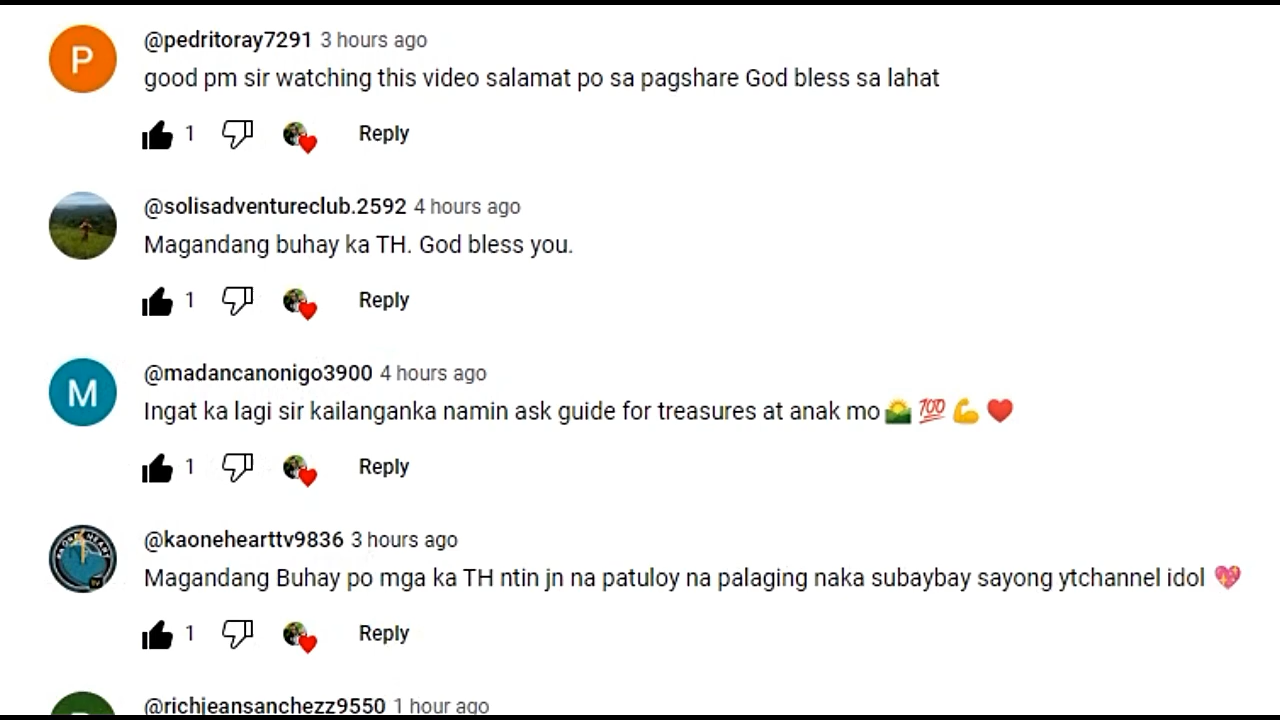 P
@pedritoray7291 3 hours ago
good pm sir watching this video salamat po sa pagshare God bless sa lahat
1 Reply
@solisadventureclub.2592 4 hours ago
Magandang buhay ka TH. God bless you.
1 Reply
M
@madancanonigo3900 4 hours ago
Ingat ka lagi sir kailanganka namin ask guide for treasures at anak mo 🌄 💯 💪 ❤️
1 Reply
@kaonehearttv9836 3 hours ago
Magandang Buhay po mga ka TH ntin jn na patuloy na palaging naka subaybay sayong ytchannel idol 💖
1 Reply
@richjeansanchezz9550 1 hour ago